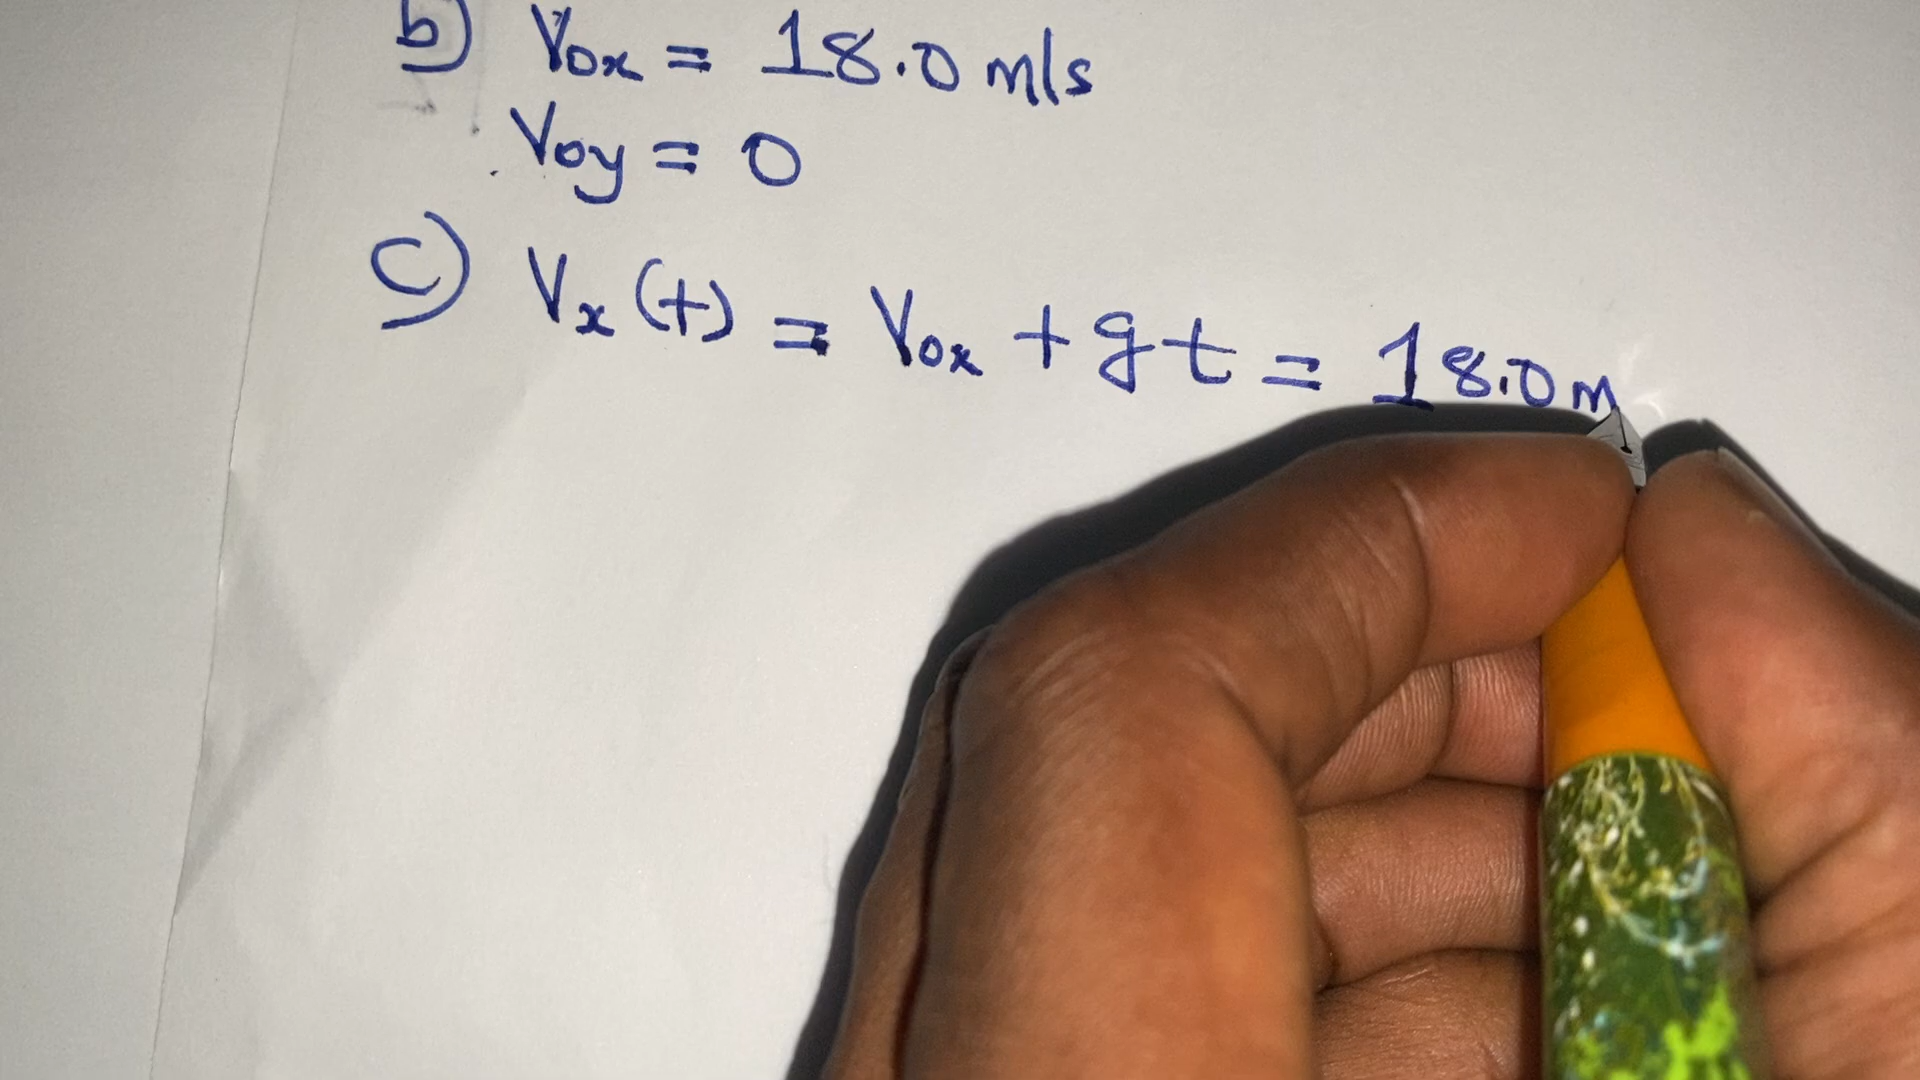 b) Vox = 18.0 m/s
Voy = 0
c) Vx (t) = Vox + gt = 18.0 m